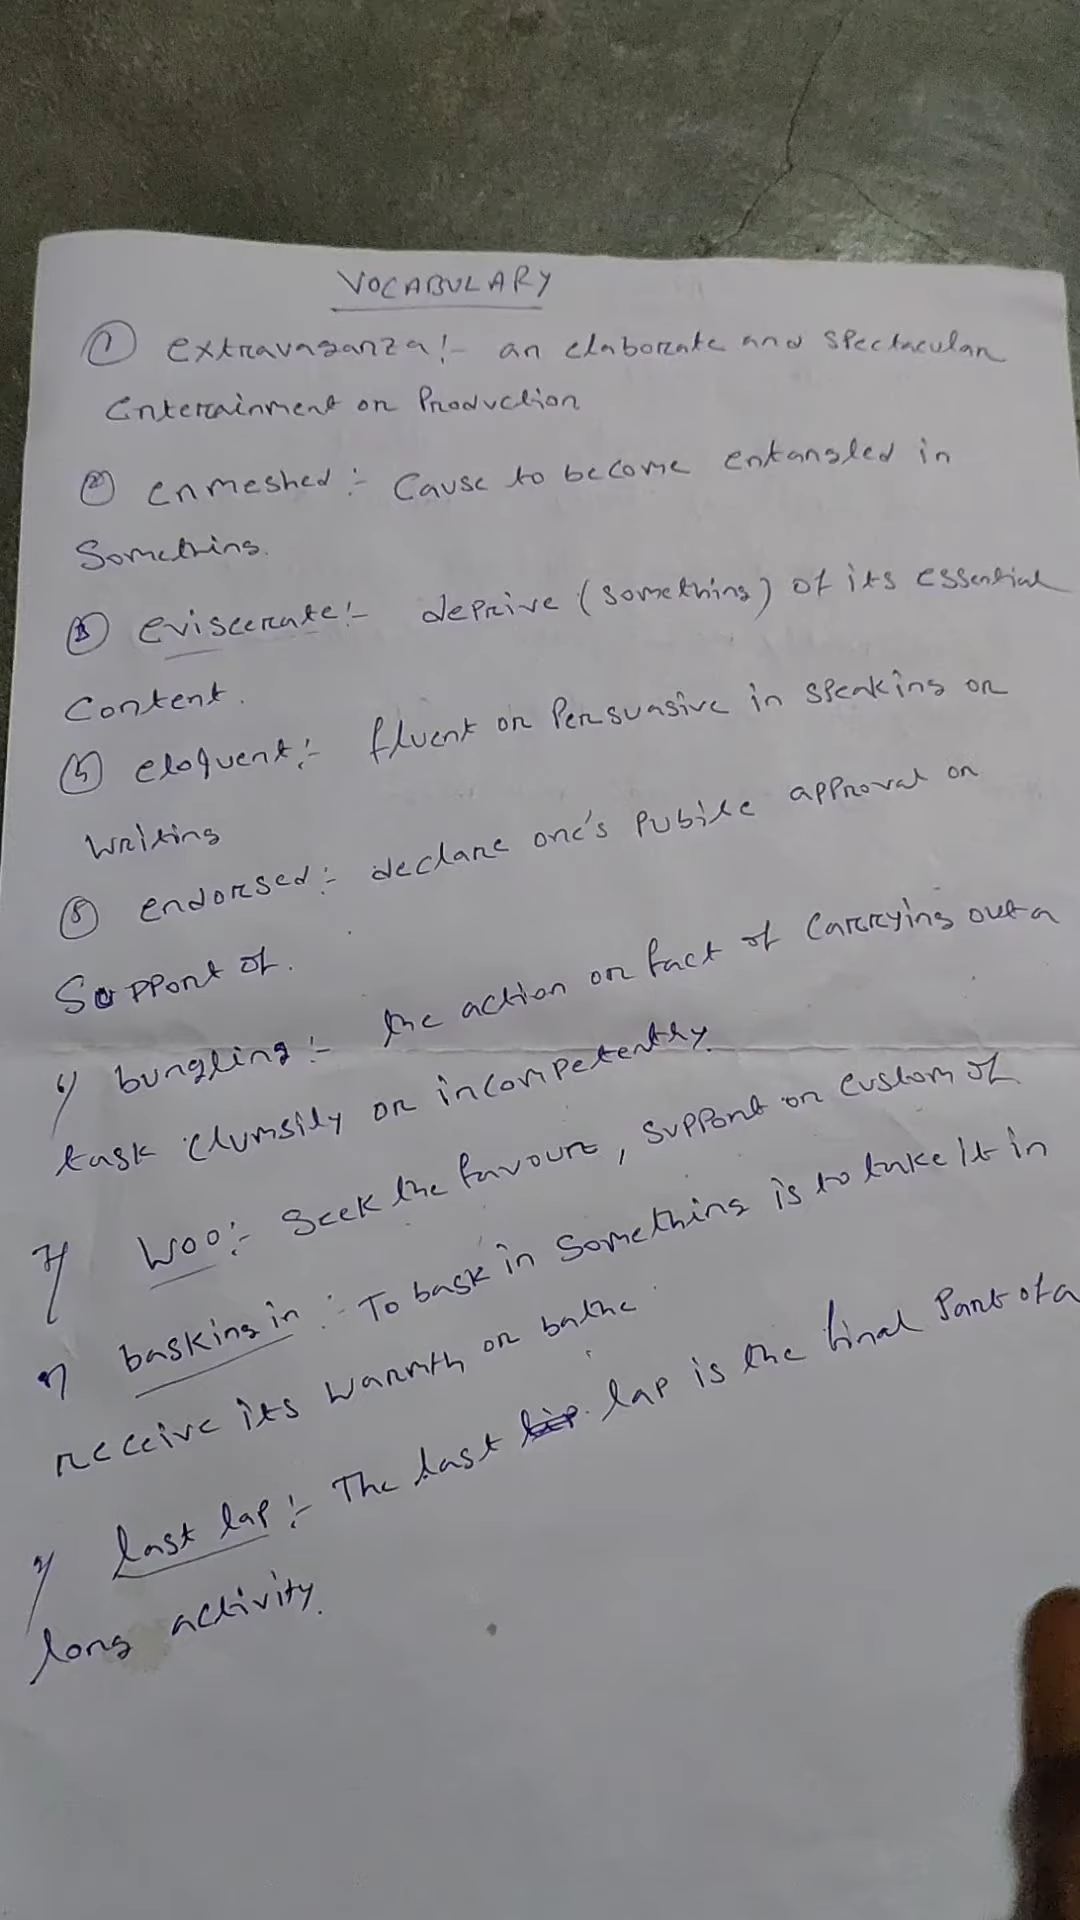 VOCABULARY
① extravaganza:- an elaborate and spectacular
entertainment or production
② enmeshed:- Cause to become entangled in
Something.
③ eviscerate:- deprive (something) of its essential
Content.
④ eloquent:- fluent or Persuasive in speaking or
writing
⑤ endorsed:- declare one's publie approval or
Support of.
6) bungling:- the action or fact of carrying out a
task clumsily or incompetently.
7) Woo:- Seek the favour, support or custom of
basking in:- To bask in something is to take it in
receive its warmth or bathe
last lap:- The last lap is the final Part of a
long activity.